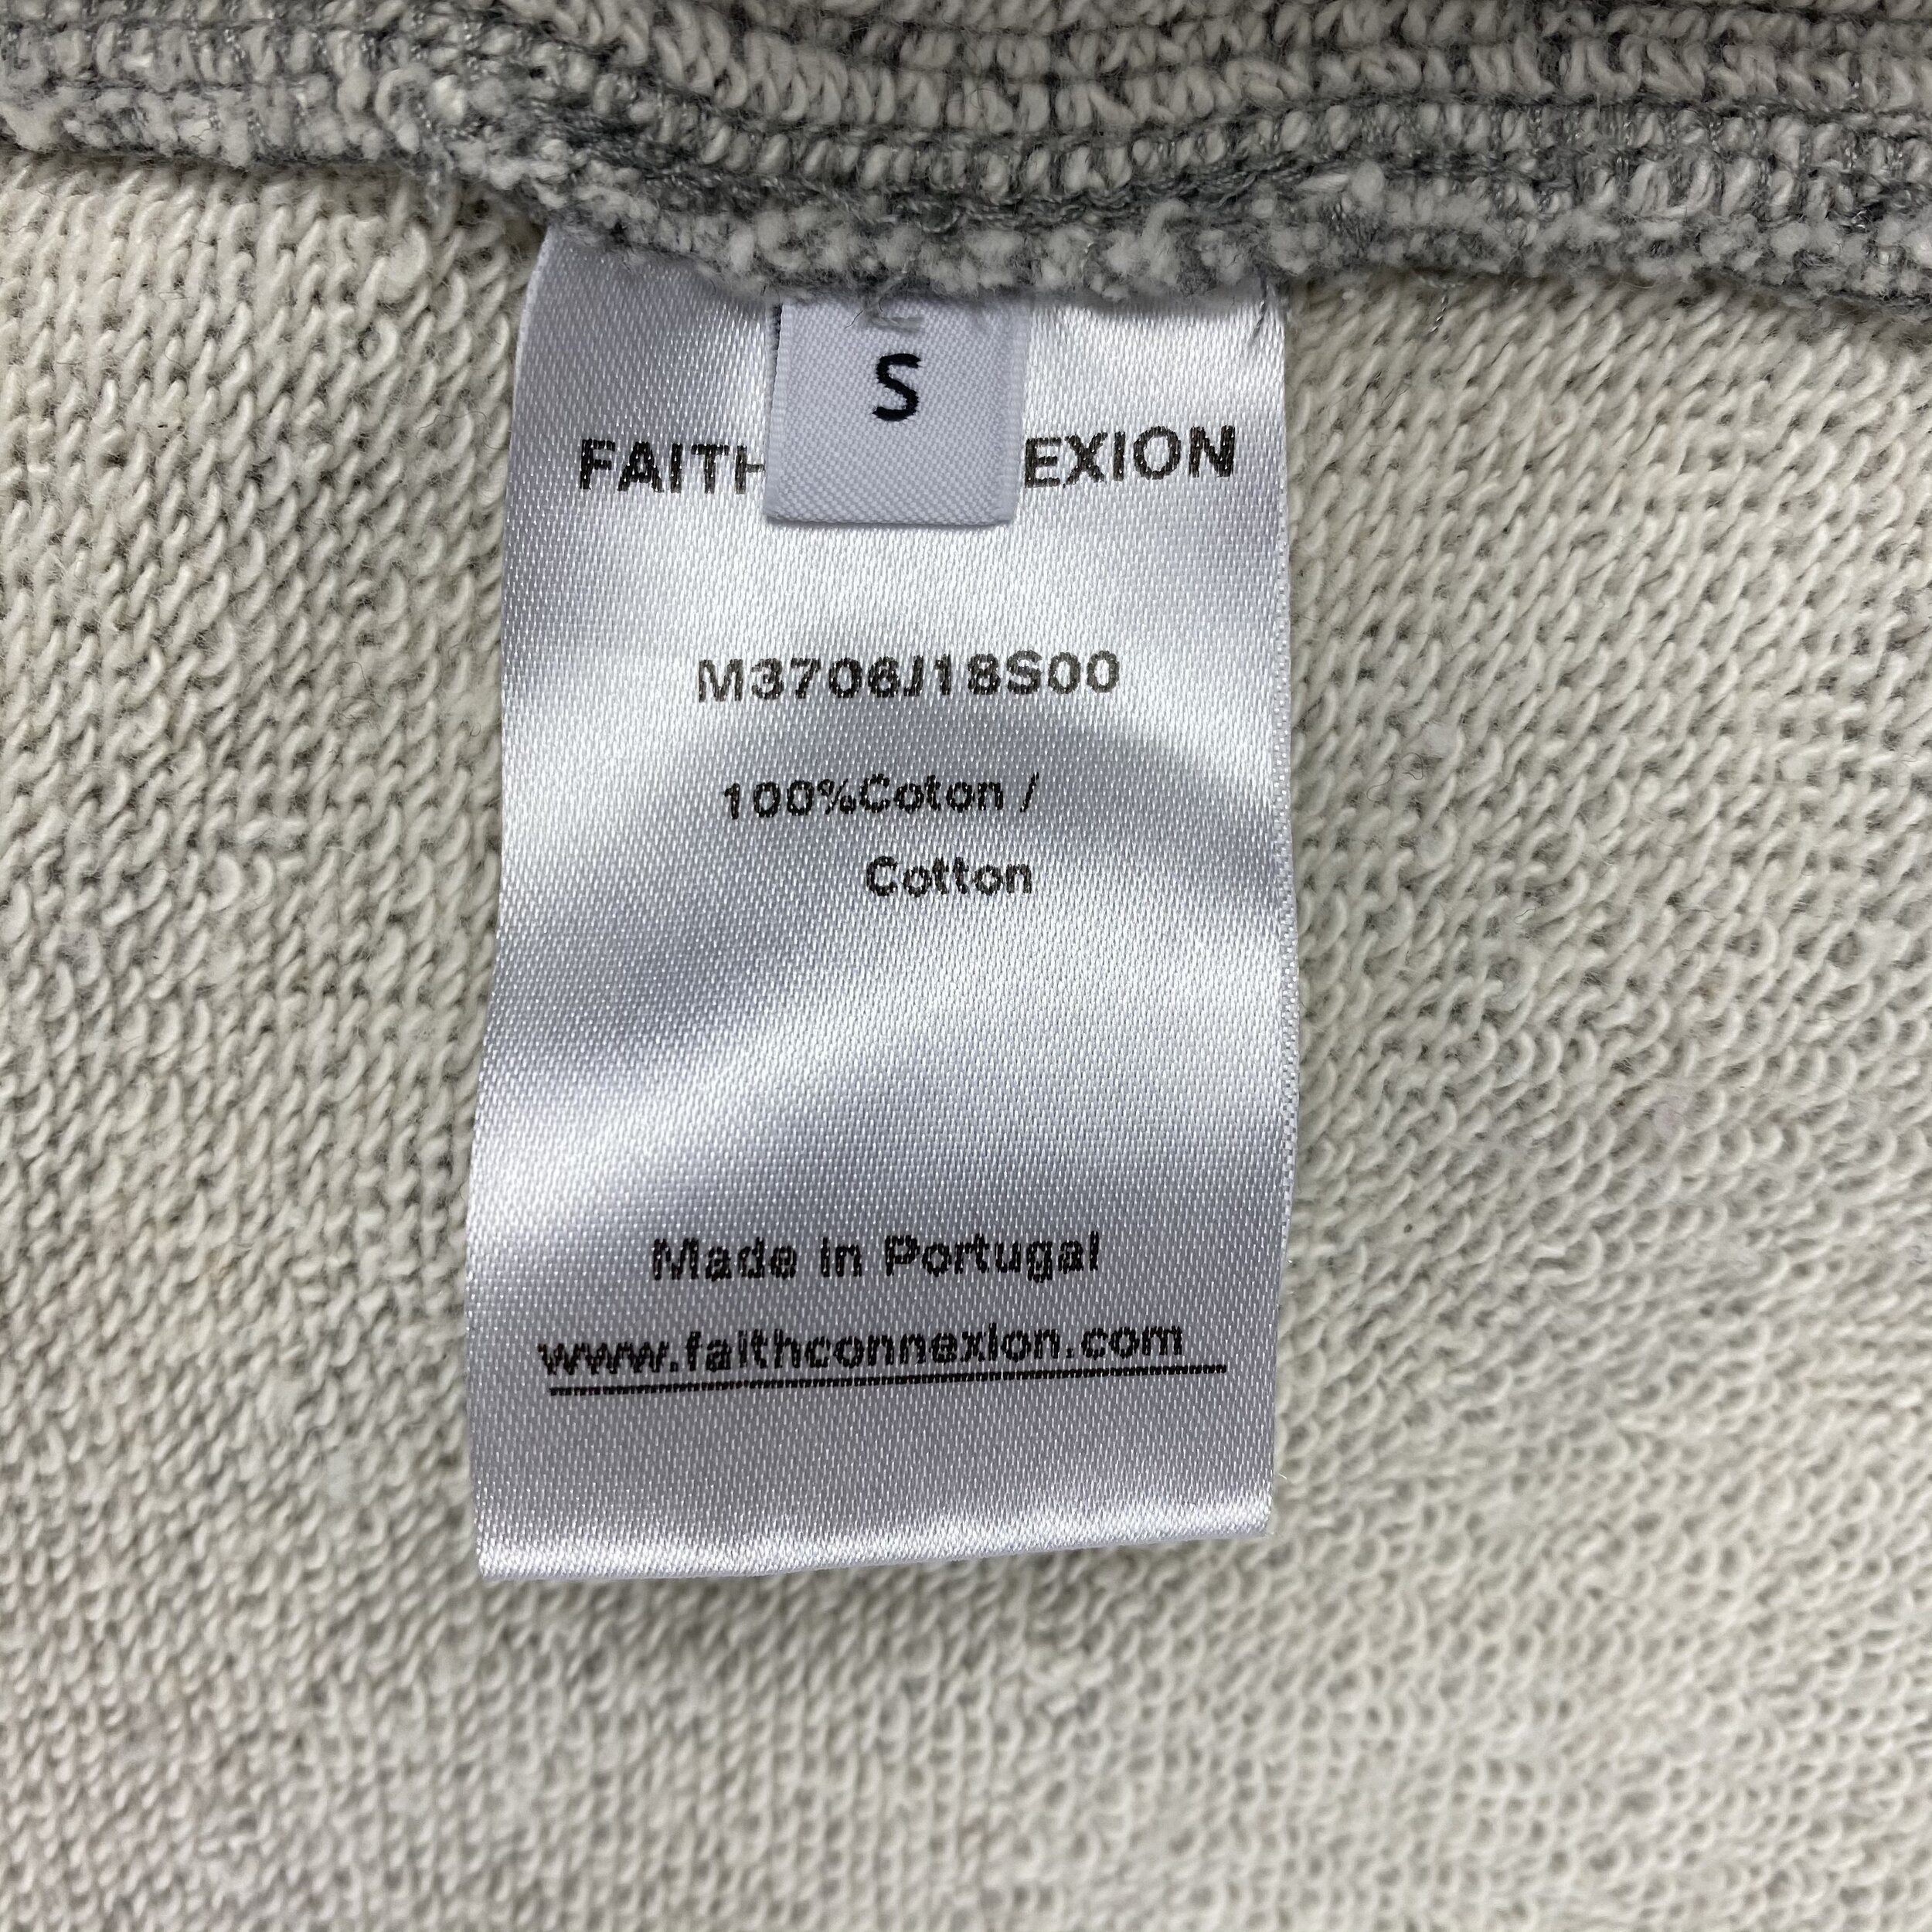 S
FAITH EXION
M3706J18S00
100%Coton /
Cotton
Made in Portugal
www.faithconnexion.com